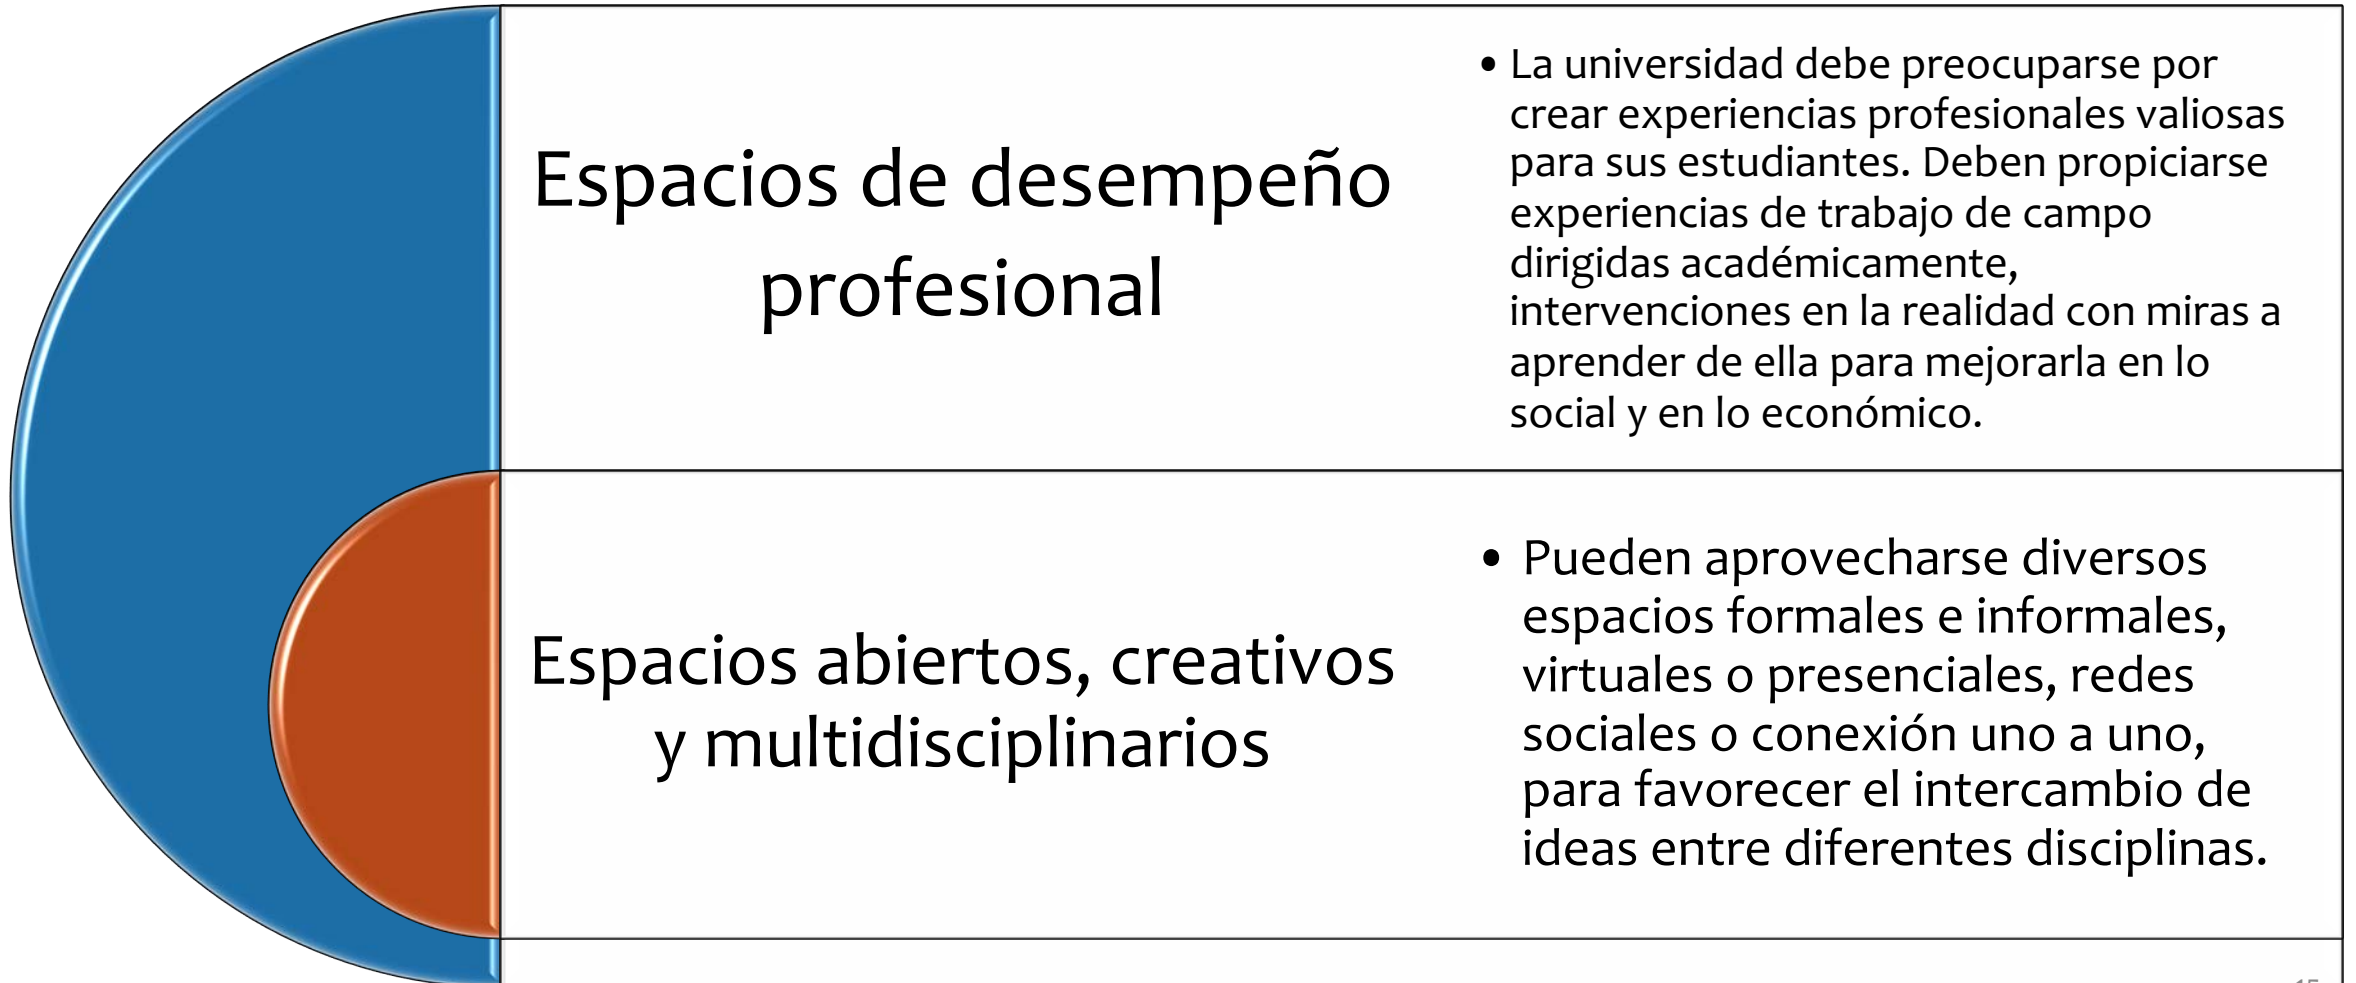 Espacios de desempeño
profesional
• La universidad debe preocuparse por
crear experiencias profesionales valiosas
para sus estudiantes. Deben propiciarse
experiencias de trabajo de campo
dirigidas académicamente,
intervenciones en la realidad con miras a
aprender de ella para mejorarla en lo
social y en lo económico.
Espacios abiertos, creativos
y multidisciplinarios
• Pueden aprovecharse diversos
espacios formales e informales,
virtuales o presenciales, redes
sociales o conexión uno a uno,
para favorecer el intercambio de
ideas entre diferentes disciplinas.